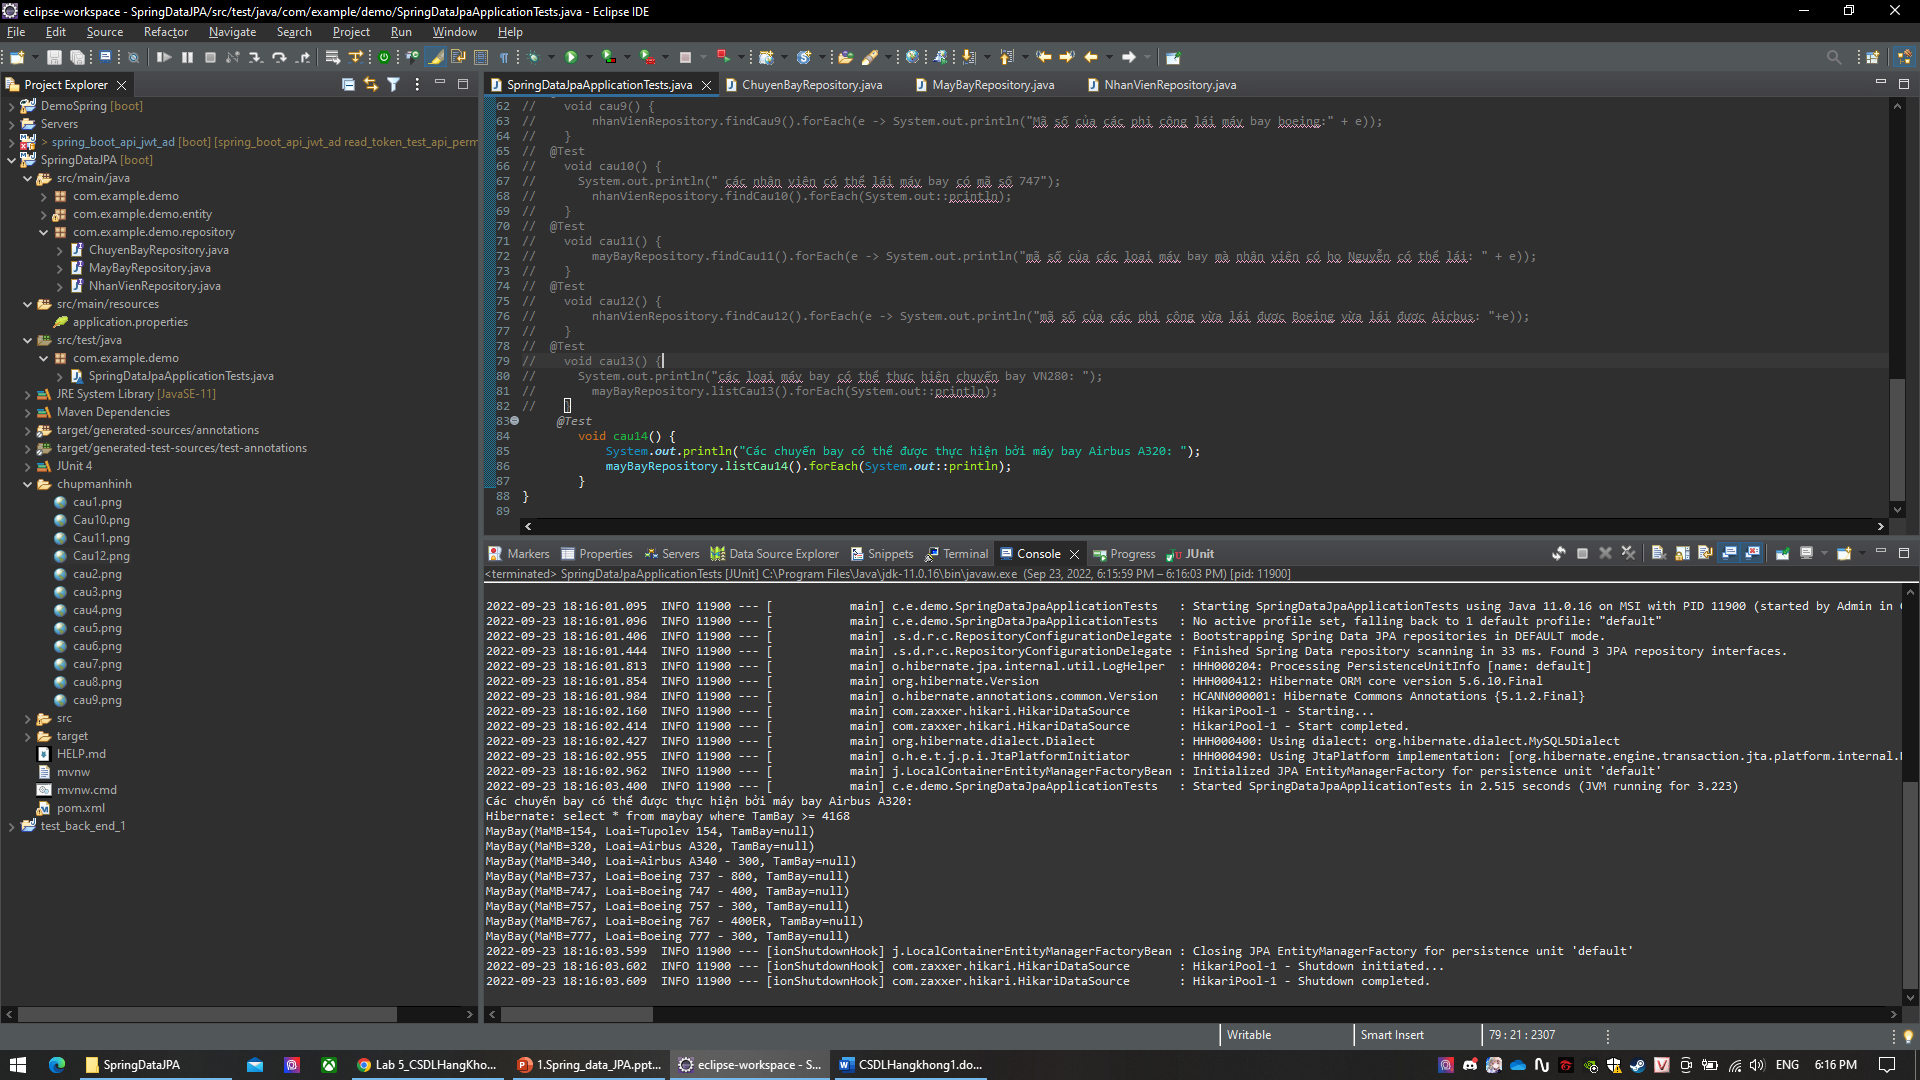 eclipse-workspace - SpringDataJPA/src/test/java/com/example/demo/SpringDataJpaApplicationTests.java - Eclipse IDE
File Edit Source Refactor Navigate Search Project Run Window Help
Project Explorer
DemoSpring [boot]
Servers
> spring_boot_api_jwt_ad [boot] [spring_boot_api_jwt_ad read_token_test_api_perm
SpringDataJPA [boot]
src/main/java
com.example.demo
com.example.demo.entity
com.example.demo.repository
ChuyenBayRepository.java
MayBayRepository.java
NhanVienRepository.java
src/main/resources
application.properties
src/test/java
com.example.demo
SpringDataJpaApplicationTests.java
JRE System Library [JavaSE-11]
Maven Dependencies
target/generated-sources/annotations
target/generated-test-sources/test-annotations
JUnit 4
chupmanhinh
cau1.png
Cau10.png
Cau11.png
Cau12.png
cau2.png
cau3.png
cau4.png
cau5.png
cau6.png
cau7.png
cau8.png
cau9.png
src
target
HELP.md
mvnw
mvnw.cmd
pom.xml
test_back_end_1
SpringDataJpaApplicationTests.java ChuyenBayRepository.java MayBayRepository.java NhanVienRepository.java
62 // void cau9() {
63 // nhanVienRepository.findCau9().forEach(e -> System.out.println("Mã số của các phi công lái máy bay boeing:" + e));
64 // }
65 // @Test
66 // void cau10() {
67 // System.out.println(" các nhân viên có thể lái máy bay có mã số 747");
68 // nhanVienRepository.findCau10().forEach(System.out::println);
69 // }
70 // @Test
71 // void cau11() {
72 // mayBayRepository.findCau11().forEach(e -> System.out.println("mã số của các loại máy bay mà nhân viên có họ Nguyễn có thể lái: " + e));
73 // }
74 // @Test
75 // void cau12() {
76 // nhanVienRepository.findCau12().forEach(e -> System.out.println("mã số của các phi công vừa lái được Boeing vừa lái được Airbus: "+e));
77 // }
78 // @Test
79 // void cau13() {
80 // System.out.println("các loại máy bay có thể thực hiện chuyến bay VN280: ");
81 // mayBayRepository.listCau13().forEach(System.out::println);
82 // }
83 @Test
84 void cau14() {
85 System.out.println("Các chuyến bay có thể được thực hiện bởi máy bay Airbus A320: ");
86 mayBayRepository.listCau14().forEach(System.out::println);
87 }
88 }
89
Markers Properties Servers Data Source Explorer Snippets Terminal Console Progress JUnit
<terminated> SpringDataJpaApplicationTests [JUnit] C:\Program Files\Java\jdk-11.0.16\bin\javaw.exe (Sep 23, 2022, 6:15:59 PM – 6:16:03 PM) [pid: 11900]
2022-09-23 18:16:01.095 INFO 11900 --- [ main] c.e.demo.SpringDataJpaApplicationTests : Starting SpringDataJpaApplicationTests using Java 11.0.16 on MSI with PID 11900 (started by Admin in
2022-09-23 18:16:01.096 INFO 11900 --- [ main] c.e.demo.SpringDataJpaApplicationTests : No active profile set, falling back to 1 default profile: "default"
2022-09-23 18:16:01.406 INFO 11900 --- [ main] .s.d.r.c.RepositoryConfigurationDelegate : Bootstrapping Spring Data JPA repositories in DEFAULT mode.
2022-09-23 18:16:01.444 INFO 11900 --- [ main] .s.d.r.c.RepositoryConfigurationDelegate : Finished Spring Data repository scanning in 33 ms. Found 3 JPA repository interfaces.
2022-09-23 18:16:01.813 INFO 11900 --- [ main] o.hibernate.jpa.internal.util.LogHelper : HHH000204: Processing PersistenceUnitInfo [name: default]
2022-09-23 18:16:01.854 INFO 11900 --- [ main] org.hibernate.Version : HHH000412: Hibernate ORM core version 5.6.10.Final
2022-09-23 18:16:01.984 INFO 11900 --- [ main] o.hibernate.annotations.common.Version : HCANN000001: Hibernate Commons Annotations {5.1.2.Final}
2022-09-23 18:16:02.160 INFO 11900 --- [ main] com.zaxxer.hikari.HikariDataSource : HikariPool-1 - Starting...
2022-09-23 18:16:02.414 INFO 11900 --- [ main] com.zaxxer.hikari.HikariDataSource : HikariPool-1 - Start completed.
2022-09-23 18:16:02.427 INFO 11900 --- [ main] org.hibernate.dialect.Dialect : HHH000400: Using dialect: org.hibernate.dialect.MySQL5Dialect
2022-09-23 18:16:02.955 INFO 11900 --- [ main] o.h.e.t.j.p.i.JtaPlatformInitiator : HHH000490: Using JtaPlatform implementation: [org.hibernate.engine.transaction.jta.platform.internal.
2022-09-23 18:16:02.962 INFO 11900 --- [ main] j.LocalContainerEntityManagerFactoryBean : Initialized JPA EntityManagerFactory for persistence unit 'default'
2022-09-23 18:16:03.400 INFO 11900 --- [ main] c.e.demo.SpringDataJpaApplicationTests : Started SpringDataJpaApplicationTests in 2.515 seconds (JVM running for 3.223)
Các chuyến bay có thể được thực hiện bởi máy bay Airbus A320:
Hibernate: select * from maybay where TamBay >= 4168
MayBay(MaMB=154, Loai=Tupolev 154, TamBay=null)
MayBay(MaMB=320, Loai=Airbus A320, TamBay=null)
MayBay(MaMB=340, Loai=Airbus A340 - 300, TamBay=null)
MayBay(MaMB=737, Loai=Boeing 737 - 800, TamBay=null)
MayBay(MaMB=747, Loai=Boeing 747 - 400, TamBay=null)
MayBay(MaMB=757, Loai=Boeing 757 - 300, TamBay=null)
MayBay(MaMB=767, Loai=Boeing 767 - 400ER, TamBay=null)
MayBay(MaMB=777, Loai=Boeing 777 - 300, TamBay=null)
2022-09-23 18:16:03.599 INFO 11900 --- [ionShutdownHook] j.LocalContainerEntityManagerFactoryBean : Closing JPA EntityManagerFactory for persistence unit 'default'
2022-09-23 18:16:03.602 INFO 11900 --- [ionShutdownHook] com.zaxxer.hikari.HikariDataSource : HikariPool-1 - Shutdown initiated...
2022-09-23 18:16:03.609 INFO 11900 --- [ionShutdownHook] com.zaxxer.hikari.HikariDataSource : HikariPool-1 - Shutdown completed.
Writable Smart Insert 79 : 21 : 2307
SpringDataJPA Lab 5_CSDLHangKho... 1.Spring_data_JPA.ppt... eclipse-workspace - S... CSDLHangkhong1.do... ENG 6:16 PM